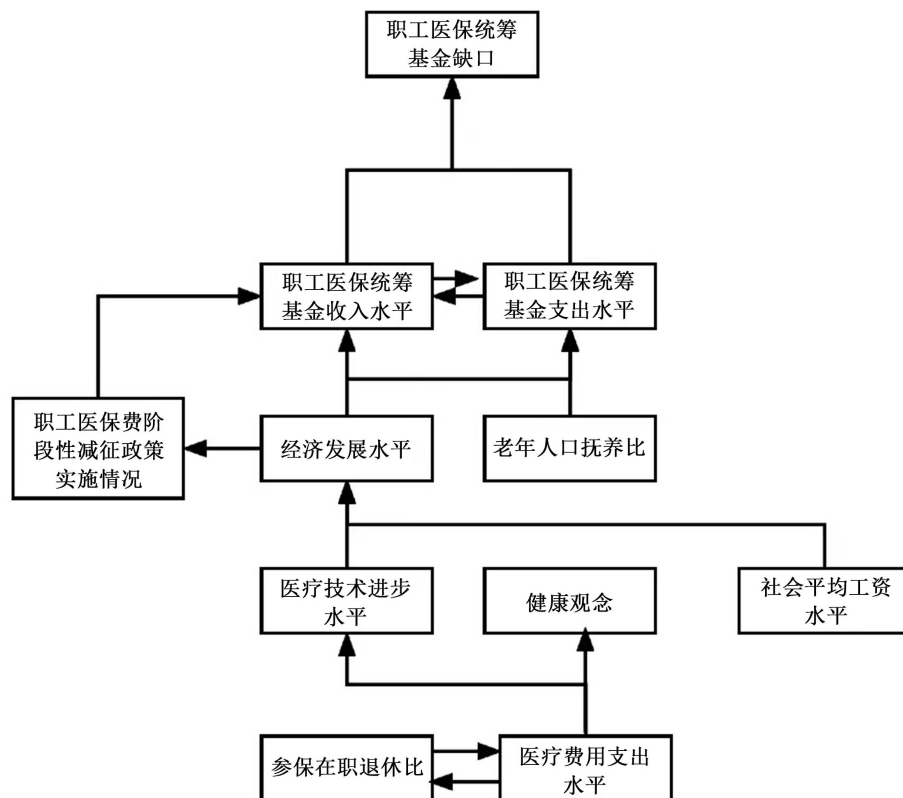 职工医保统筹
基金缺口
职工医保统筹
基金收入水平
职工医保统筹
基金支出水平
职工医保费阶
段性减征政策
实施情况
经济发展水平
老年人口抚养比
医疗技术进步
水平
健康观念
社会平均工资
水平
参保在职退休比
医疗费用支出
水平